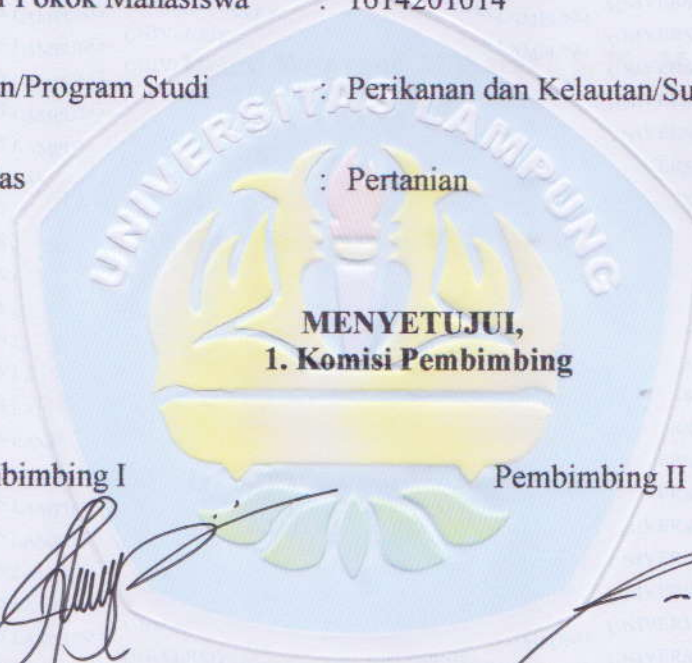 Pokok Mahasiswa : 1614201014
n/Program Studi : Perikanan dan Kelautan/Su
as : Pertanian
UNIVERSITAS LAMPUNG
MENYETUJUI,
1. Komisi Pembimbing
bimbing I Pembimbing II